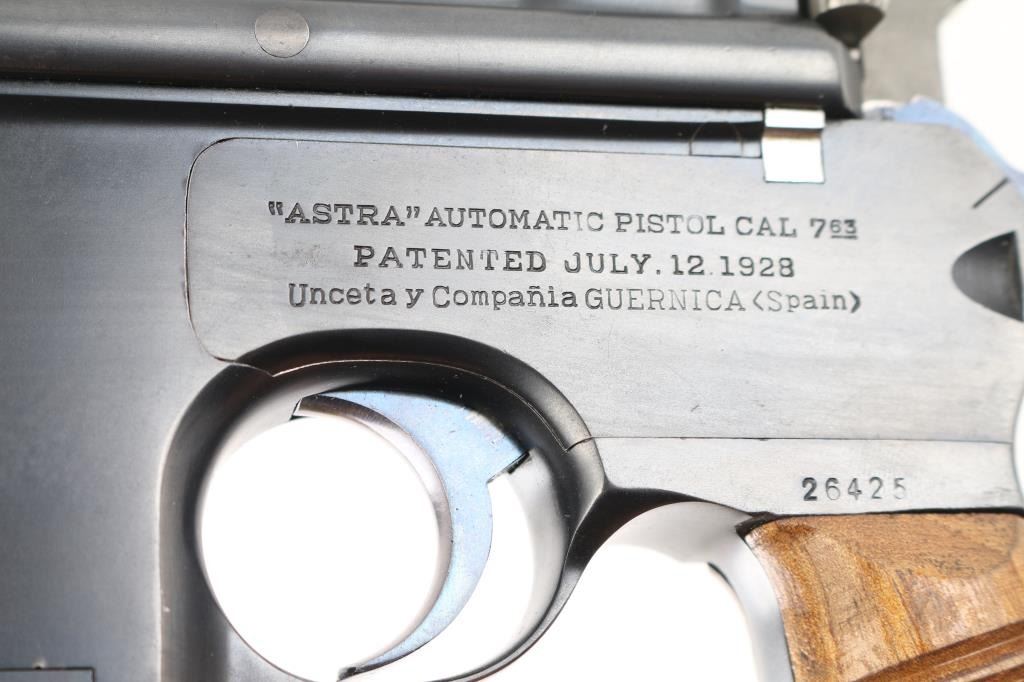 "ASTRA" AUTOMATIC PISTOL CAL 7⁶³
PATENTED JULY. 12. 1928
Unceta y Compañia GUERNICA <Spain>
26425